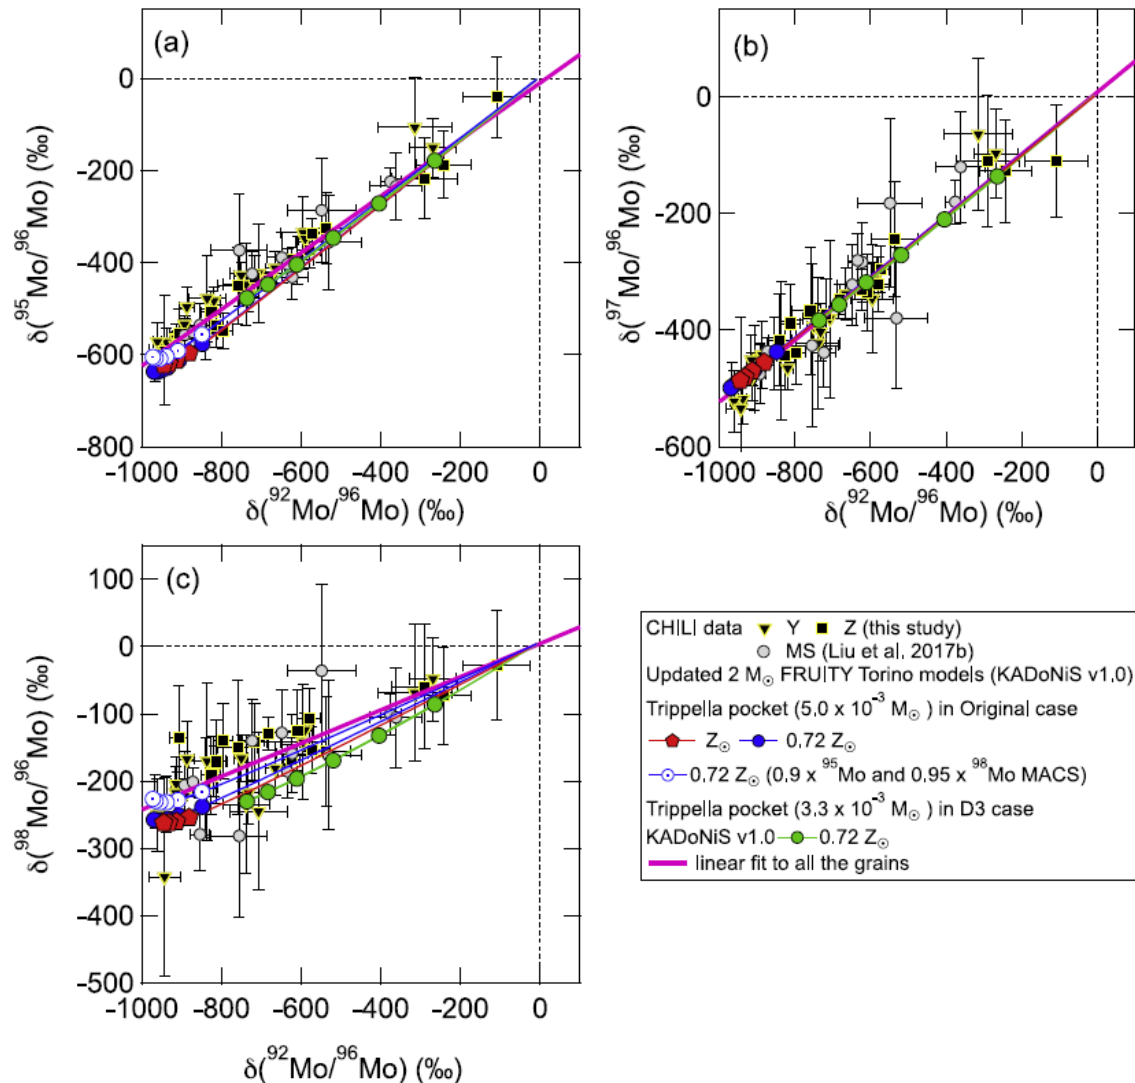 (a)
0
-200
-400
-600
-800
δ(⁹⁵Mo/⁹⁶Mo) (‰)
-1000 -800 -600 -400 -200 0
δ(⁹²Mo/⁹⁶Mo) (‰)
(b)
0
-200
-400
-600
δ(⁹⁷Mo/⁹⁶Mo) (‰)
-1000 -800 -600 -400 -200 0
δ(⁹²Mo/⁹⁶Mo) (‰)
(c)
100
0
-100
-200
-300
-400
-500
δ(⁹⁸Mo/⁹⁶Mo) (‰)
-1000 -800 -600 -400 -200 0
δ(⁹²Mo/⁹⁶Mo) (‰)
CHILI data Y Z (this study)
MS (Liu et al. 2017b)
Updated 2 M☉ FRUITY Torino models (KADoNiS v1.0)
Trippella pocket (5.0 x 10⁻³ M☉ ) in Original case
Z☉ 0.72 Z☉
0.72 Z☉ (0.9 x ⁹⁵Mo and 0.95 x ⁹⁸Mo MACS)
Trippella pocket (3.3 x 10⁻³ M☉ ) in D3 case
KADoNiS v1.0 0.72 Z☉
linear fit to all the grains